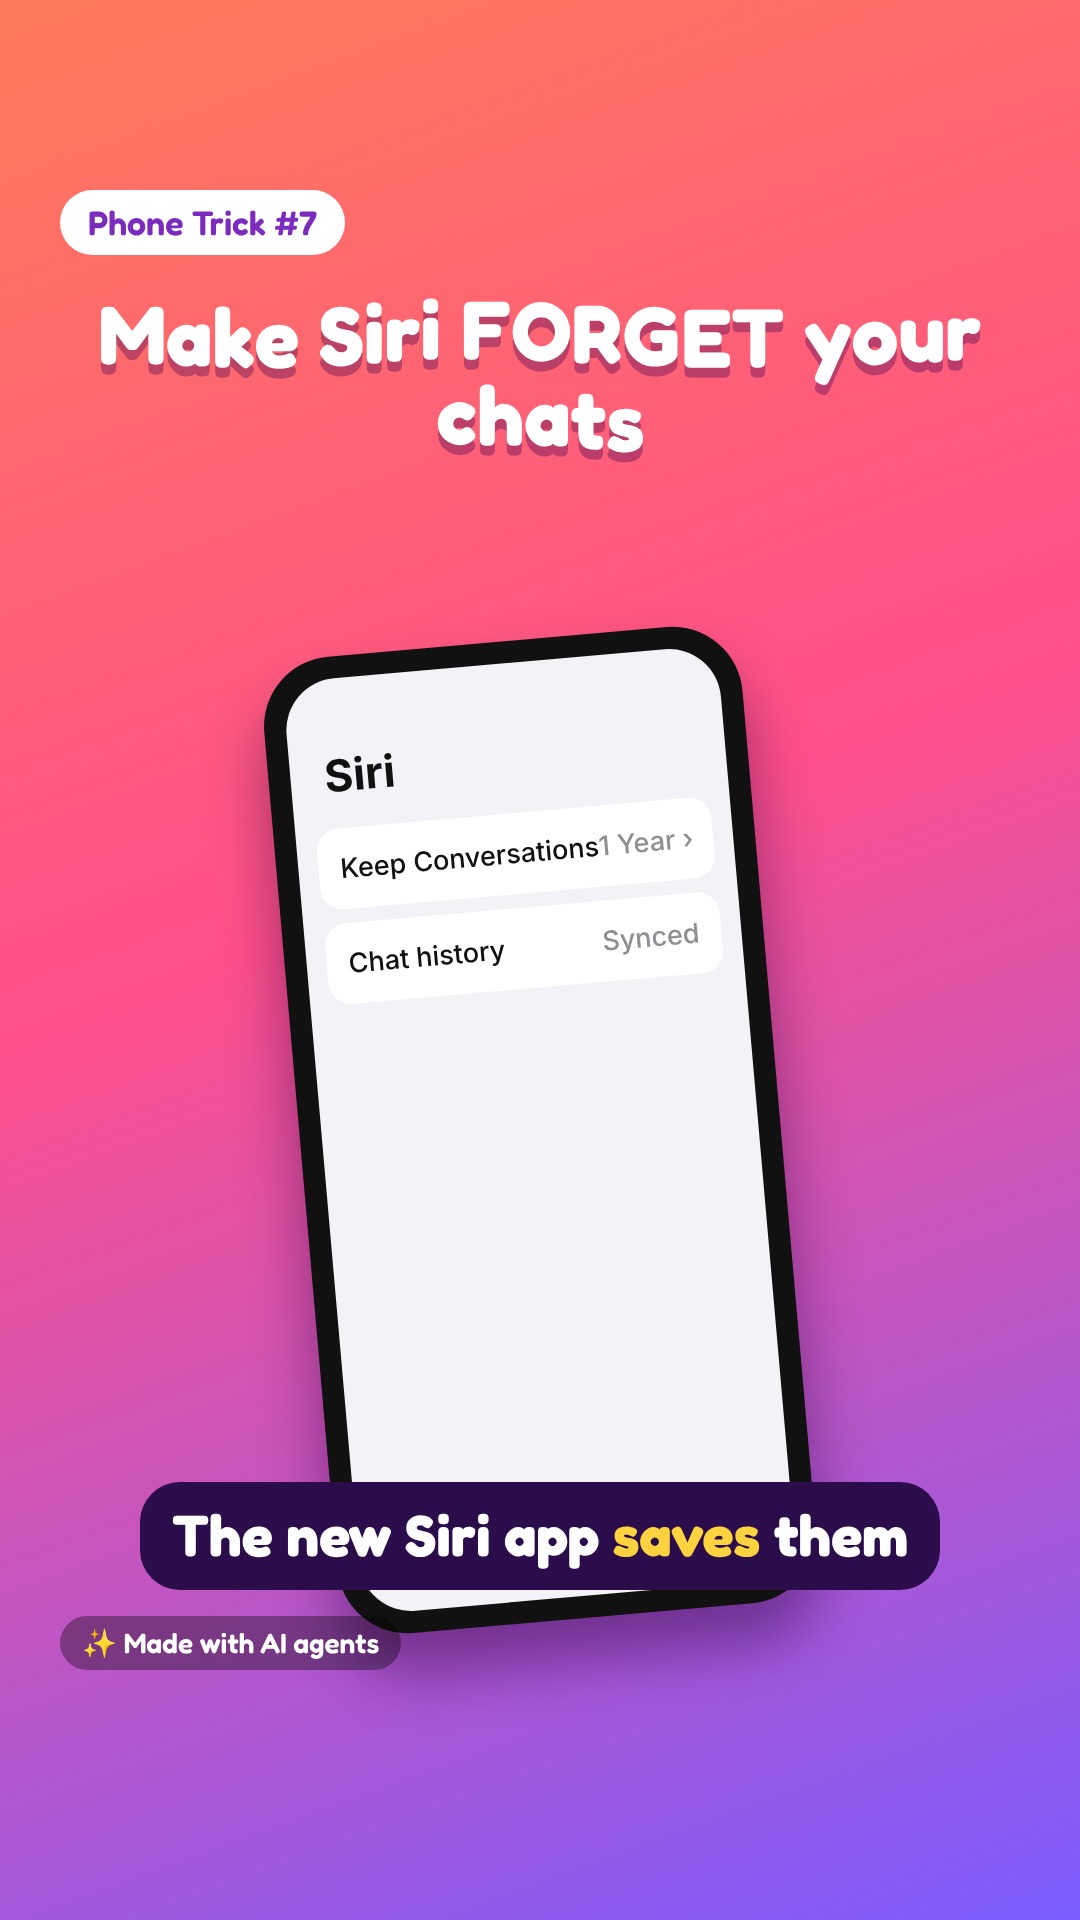 Phone Trick #7
Make Siri FORGET your
chats
Siri
Keep Conversations 1 Year ›
Chat history Synced
The new Siri app saves them
✨ Made with AI agents